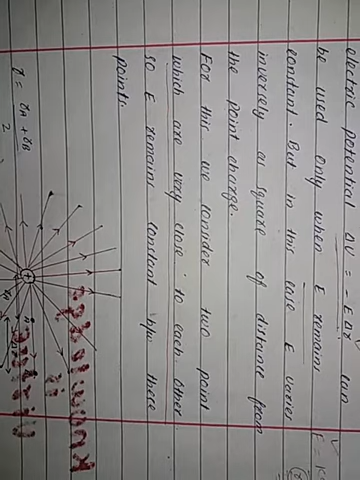 electric potential ΔV = -EΔr can
be used only when E remains
constant. But in this case E varies
inversely as square of distance from
the point charge.
For this we consider two point
which are very close to each other
so E remains constant b/w these
points.
r = rA + rB
2